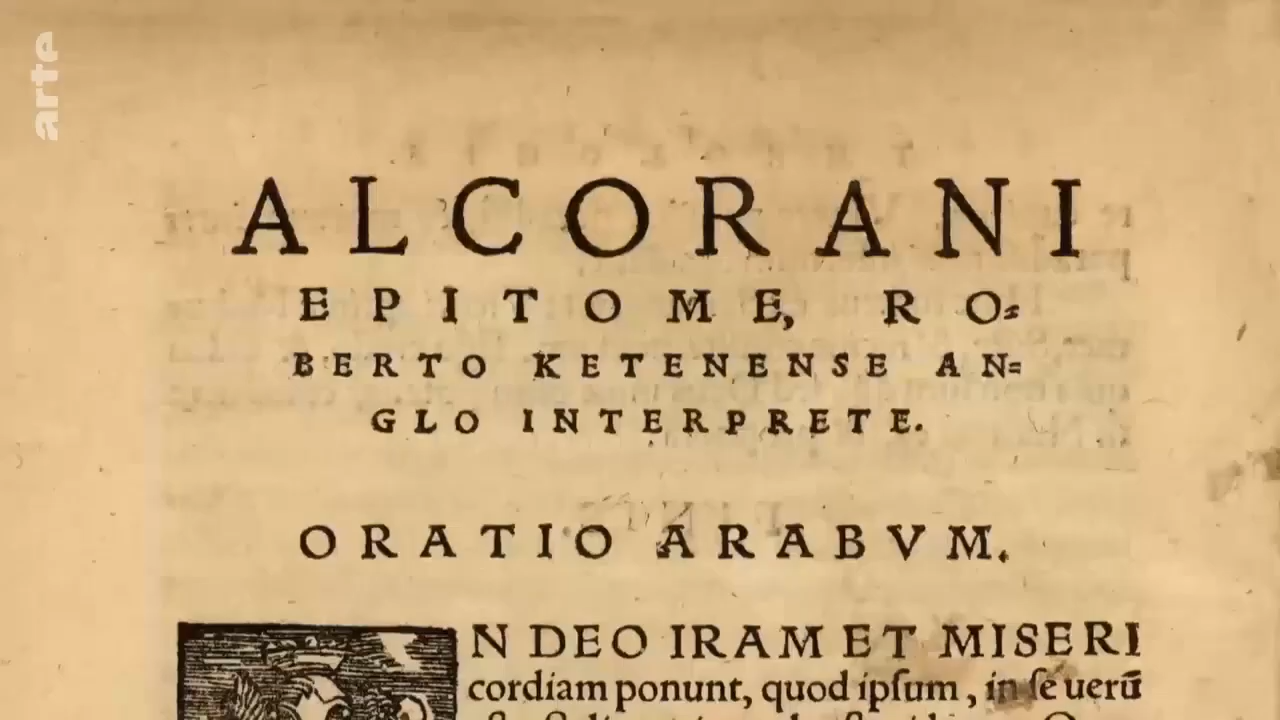 arte
ALCORANI
EPITOME, RO⸗
BERTO KETENENSE AN⸗
GLO INTERPRETE.
ORATIO ARABVM.
N DEO IRAM ET MISERI
cordiam ponunt, quod ipſum, in ſe uerū